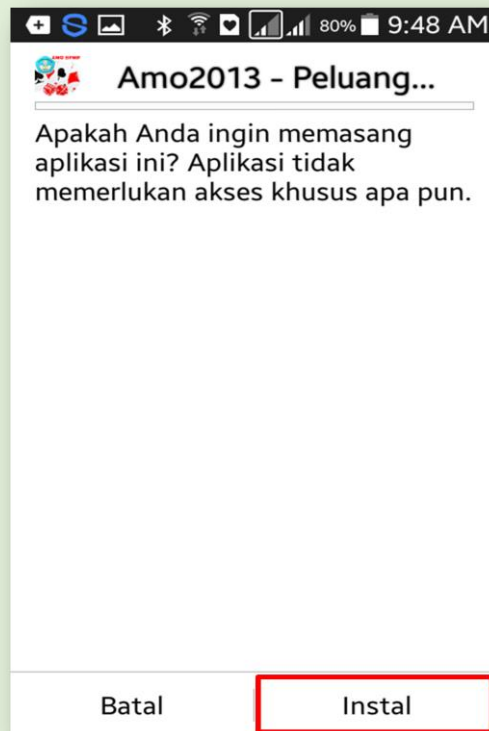 80% 9:48 AM
Amo2013 - Peluang...
Apakah Anda ingin memasang
aplikasi ini? Aplikasi tidak
memerlukan akses khusus apa pun.
Batal Instal